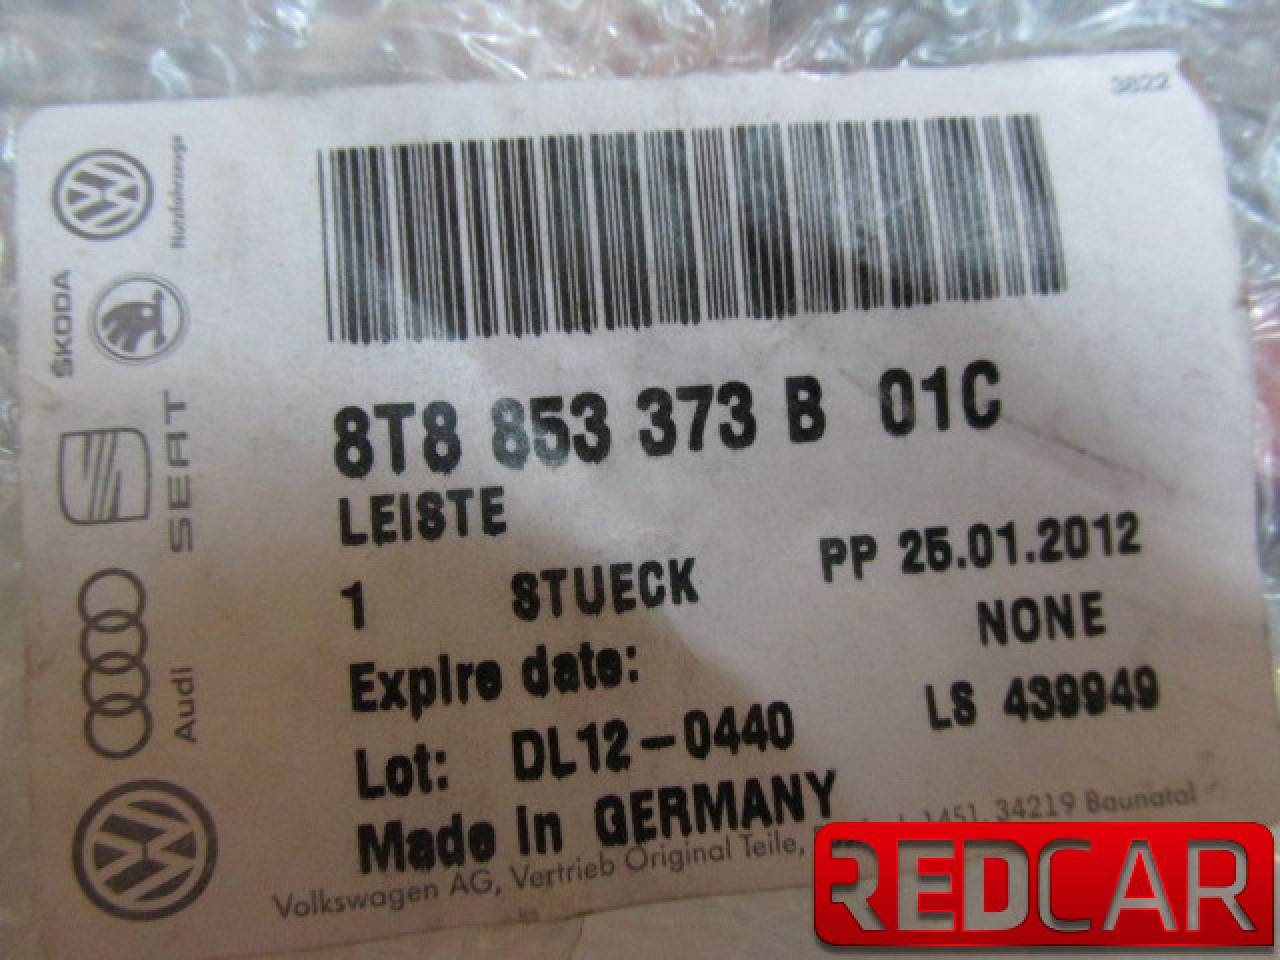 3822
Nutzfahrzeuge
ŠKODA
SEAT
Audi
8T8 853 373 B 01C
LEISTE
1 STUECK PP 25.01.2012
Expire date: NONE
Lot: DL12-0440 LS 439949
Made in GERMANY
Volkswagen AG, Vertrieb Original Teile, 1451, 34219 Baunatal
REDCAR